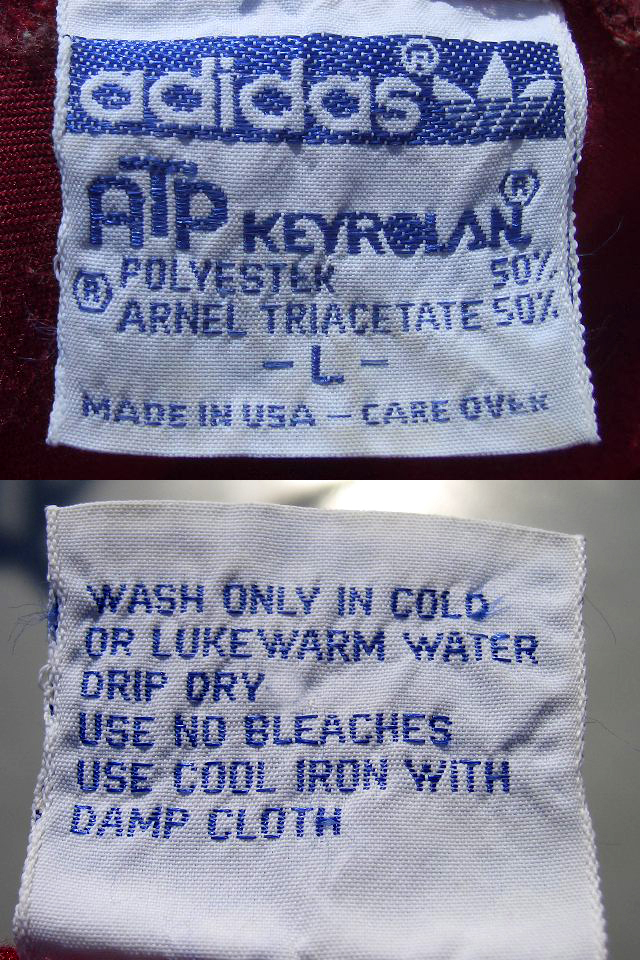 adidas®
ATP KEYROLAN®
POLYESTER 50%
® ARNEL TRIACETATE 50%
- L -
MADE IN USA - CARE OVER
WASH ONLY IN COLD
OR LUKEWARM WATER
DRIP DRY
USE NO BLEACHES
USE COOL IRON WITH
DAMP CLOTH